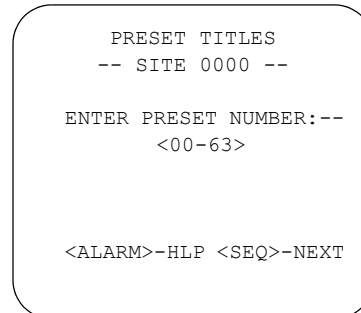 PRESET TITLES
-- SITE 0000 --
ENTER PRESET NUMBER:--
<00-63>
<ALARM>-HLP <SEQ>-NEXT